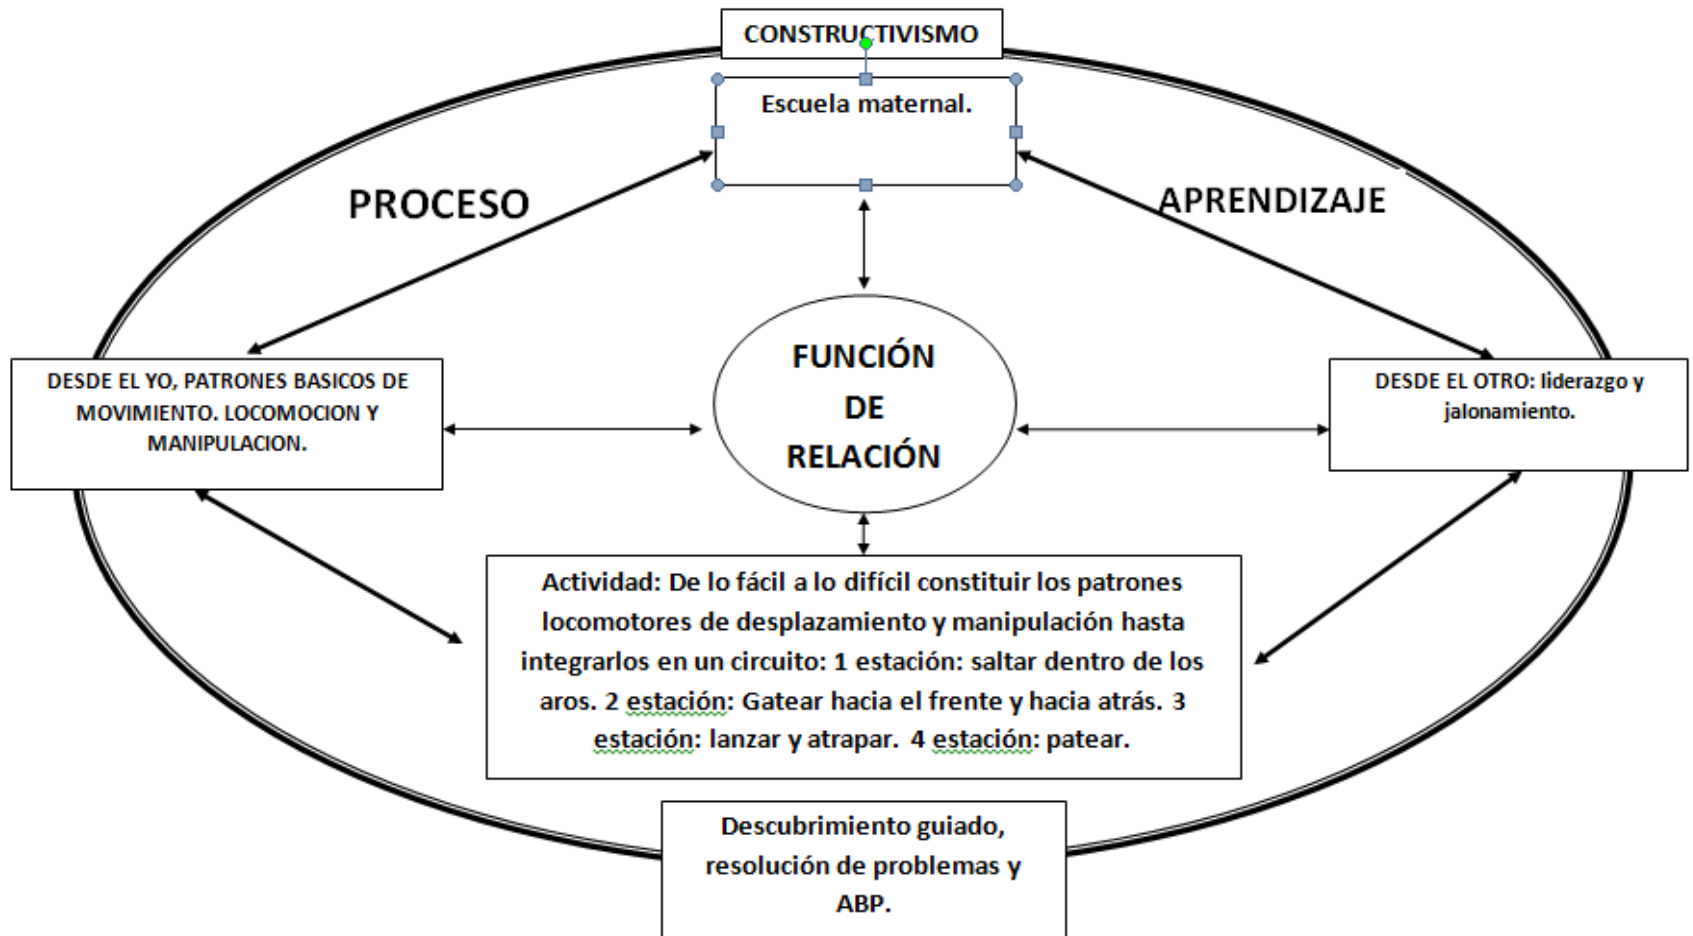 CONSTRUCTIVISMO
Escuela maternal.
PROCESO
APRENDIZAJE
FUNCIÓN
DE
RELACIÓN
DESDE EL YO, PATRONES BASICOS DE
MOVIMIENTO. LOCOMOCION Y
MANIPULACION.
DESDE EL OTRO: liderazgo y
jalonamiento.
Actividad: De lo fácil a lo difícil constituir los patrones
locomotores de desplazamiento y manipulación hasta
integrarlos en un circuito: 1 estación: saltar dentro de los
aros. 2 estación: Gatear hacia el frente y hacia atrás. 3
estación: lanzar y atrapar. 4 estación: patear.
Descubrimiento guiado,
resolución de problemas y
ABP.